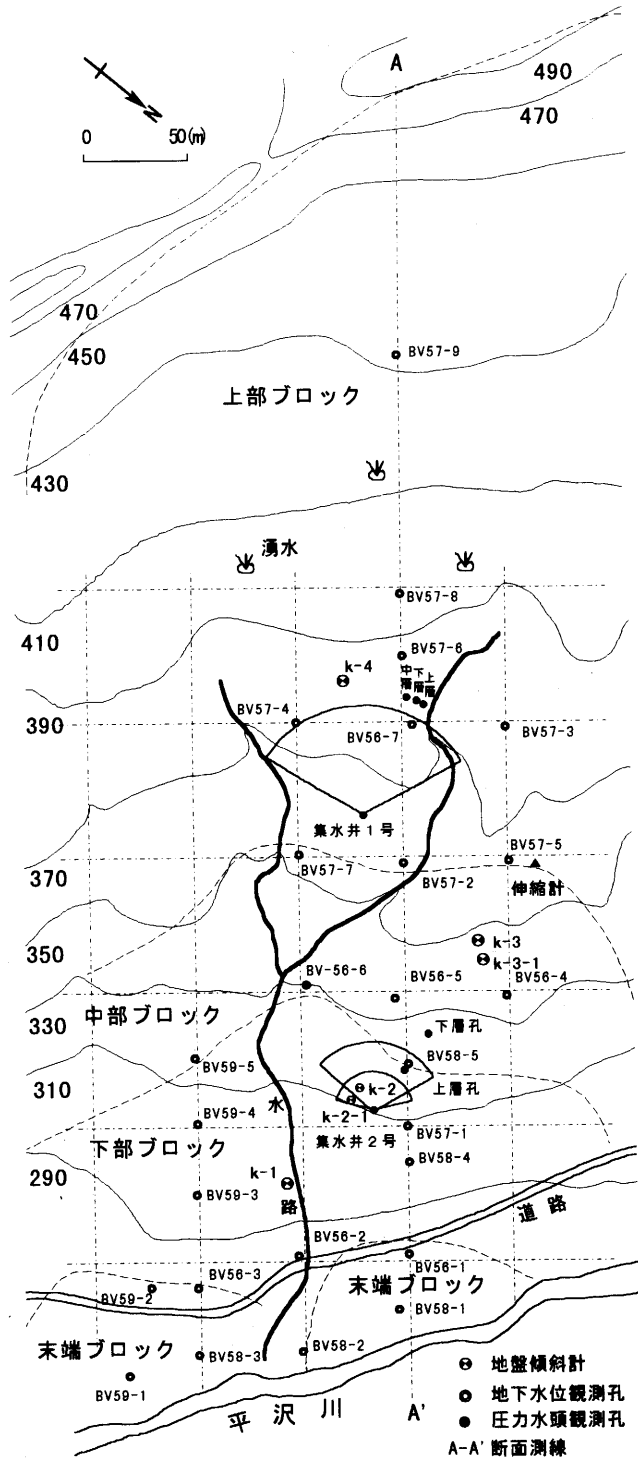 A
490
470
N
0 50(m)
470
450
BV57-9
上部ブロック
430
湧水
BV57-8
410
BV57-6
k-4
中層
下層
上層
BV57-4
390
BV56-7
BV57-3
集水井1号
BV57-5
370
BV57-7
BV57-2
伸縮計
k-3
k-3-1
350
BV-56-6
BV56-5
BV56-4
330
中部ブロック
下層孔
BV59-5
BV58-5
k-2
上層孔
310
水
k-2-1
BV59-4
集水井2号
BV57-1
下部ブロック
BV58-4
290
k-1
BV59-3
路
道路
BV56-2
BV56-1
BV56-3
末端ブロック
BV59-2
BV58-1
末端ブロック
BV58-3
BV58-2
BV59-1
平沢川
A'
地盤傾斜計
地下水位観測孔
圧力水頭観測孔
A-A' 断面測線